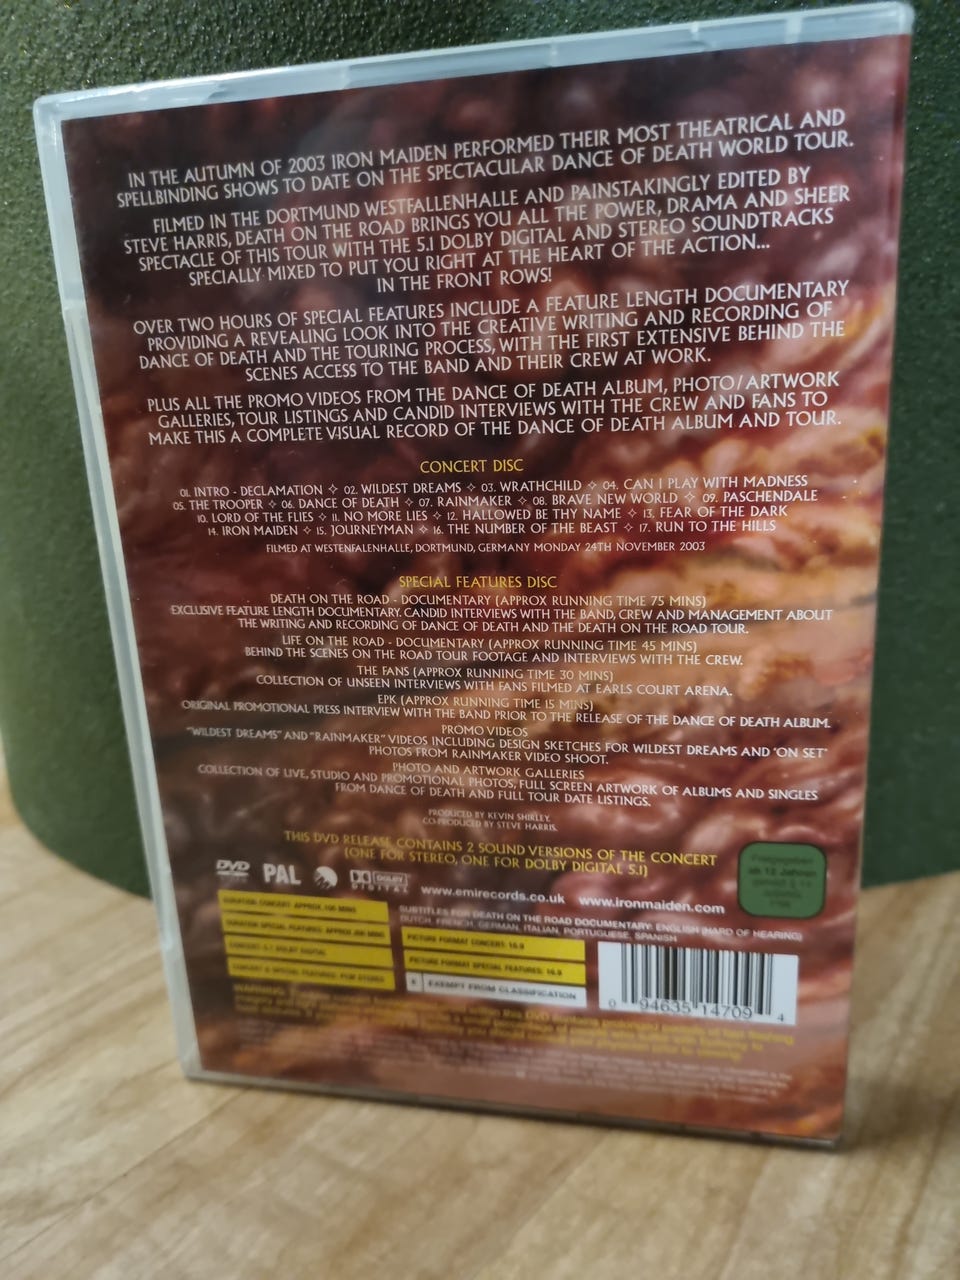 IN THE AUTUMN OF 2003 IRON MAIDEN PERFORMED THEIR MOST THEATRICAL AND
SPELLBINDING SHOWS TO DATE ON THE SPECTACULAR DANCE OF DEATH WORLD TOUR.
FILMED IN THE DORTMUND WESTFALLENHALLE AND PAINSTAKINGLY EDITED BY
STEVE HARRIS, DEATH ON THE ROAD BRINGS YOU ALL THE POWER, DRAMA AND SHEER
SPECTACLE OF THIS TOUR WITH THE 5.1 DOLBY DIGITAL AND STEREO SOUNDTRACKS
SPECIALLY MIXED TO PUT YOU RIGHT AT THE HEART OF THE ACTION...
IN THE FRONT ROWS!
OVER TWO HOURS OF SPECIAL FEATURES INCLUDE A FEATURE LENGTH DOCUMENTARY
PROVIDING A REVEALING LOOK INTO THE CREATIVE WRITING AND RECORDING OF
DANCE OF DEATH AND THE TOURING PROCESS, WITH THE FIRST EXTENSIVE BEHIND THE
SCENES ACCESS TO THE BAND AND THEIR CREW AT WORK.
PLUS ALL THE PROMO VIDEOS FROM THE DANCE OF DEATH ALBUM, PHOTO/ARTWORK
GALLERIES, TOUR LISTINGS AND CANDID INTERVIEWS WITH THE CREW AND FANS TO
MAKE THIS A COMPLETE VISUAL RECORD OF THE DANCE OF DEATH ALBUM AND TOUR.
CONCERT DISC
01. INTRO - DECLAMATION ✧ 02. WILDEST DREAMS ✧ 03. WRATHCHILD ✧ 04. CAN I PLAY WITH MADNESS
05. THE TROOPER ✧ 06. DANCE OF DEATH ✧ 07. RAINMAKER ✧ 08. BRAVE NEW WORLD ✧ 09. PASCHENDALE
10. LORD OF THE FLIES ✧ 11. NO MORE LIES ✧ 12. HALLOWED BE THY NAME ✧ 13. FEAR OF THE DARK
14. IRON MAIDEN ✧ 15. JOURNEYMAN ✧ 16. THE NUMBER OF THE BEAST ✧ 17. RUN TO THE HILLS
FILMED AT WESTENFALENHALLE, DORTMUND, GERMANY MONDAY 24TH NOVEMBER 2003
SPECIAL FEATURES DISC
DEATH ON THE ROAD - DOCUMENTARY (APPROX RUNNING TIME 75 MINS)
EXCLUSIVE FEATURE LENGTH DOCUMENTARY. CANDID INTERVIEWS WITH THE BAND, CREW AND MANAGEMENT ABOUT
THE WRITING AND RECORDING OF DANCE OF DEATH AND THE DEATH ON THE ROAD TOUR.
LIFE ON THE ROAD - DOCUMENTARY (APPROX RUNNING TIME 45 MINS)
BEHIND THE SCENES ON THE ROAD TOUR FOOTAGE AND INTERVIEWS WITH THE CREW.
THE FANS (APPROX RUNNING TIME 30 MINS)
COLLECTION OF UNSEEN INTERVIEWS WITH FANS FILMED AT EARLS COURT ARENA.
EPK (APPROX RUNNING TIME 15 MINS)
ORIGINAL PROMOTIONAL PRESS INTERVIEW WITH THE BAND PRIOR TO THE RELEASE OF THE DANCE OF DEATH ALBUM.
PROMO VIDEOS
"WILDEST DREAMS" AND "RAINMAKER" VIDEOS INCLUDING DESIGN SKETCHES FOR WILDEST DREAMS AND 'ON SET'
PHOTOS FROM RAINMAKER VIDEO SHOOT.
PHOTO AND ARTWORK GALLERIES
COLLECTION OF LIVE, STUDIO AND PROMOTIONAL PHOTOS, FULL SCREEN ARTWORK OF ALBUMS AND SINGLES
FROM DANCE OF DEATH AND FULL TOUR DATE LISTINGS.
PRODUCED BY KEVIN SHIRLEY.
CO-PRODUCED BY STEVE HARRIS.
THIS DVD RELEASE CONTAINS 2 SOUND VERSIONS OF THE CONCERT
(ONE FOR STEREO, ONE FOR DOLBY DIGITAL 5.1)
DVD PAL DOLBY DIGITAL www.emirecords.co.uk www.ironmaiden.com
Freigegeben
ab 12 Jahren
SUBTITLES FOR DEATH ON THE ROAD DOCUMENTARY: ENGLISH (HARD OF HEARING)
DUTCH, FRENCH, GERMAN, ITALIAN, PORTUGUESE, SPANISH
PICTURE FORMAT CONCERT: 16:9
PICTURE FORMAT SPECIAL FEATURES: 16:9
E EXEMPT FROM CLASSIFICATION
0 94635 14709 4